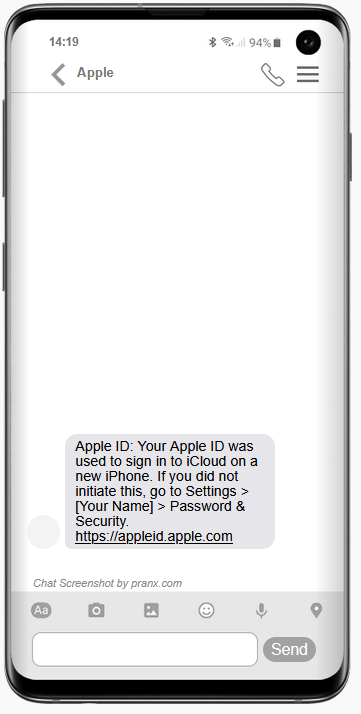 14:19 94%
Apple
Apple ID: Your Apple ID was
used to sign in to iCloud on a
new iPhone. If you did not
initiate this, go to Settings >
[Your Name] > Password &
Security.
https://appleid.apple.com
Chat Screenshot by pranx.com
Aa
Send